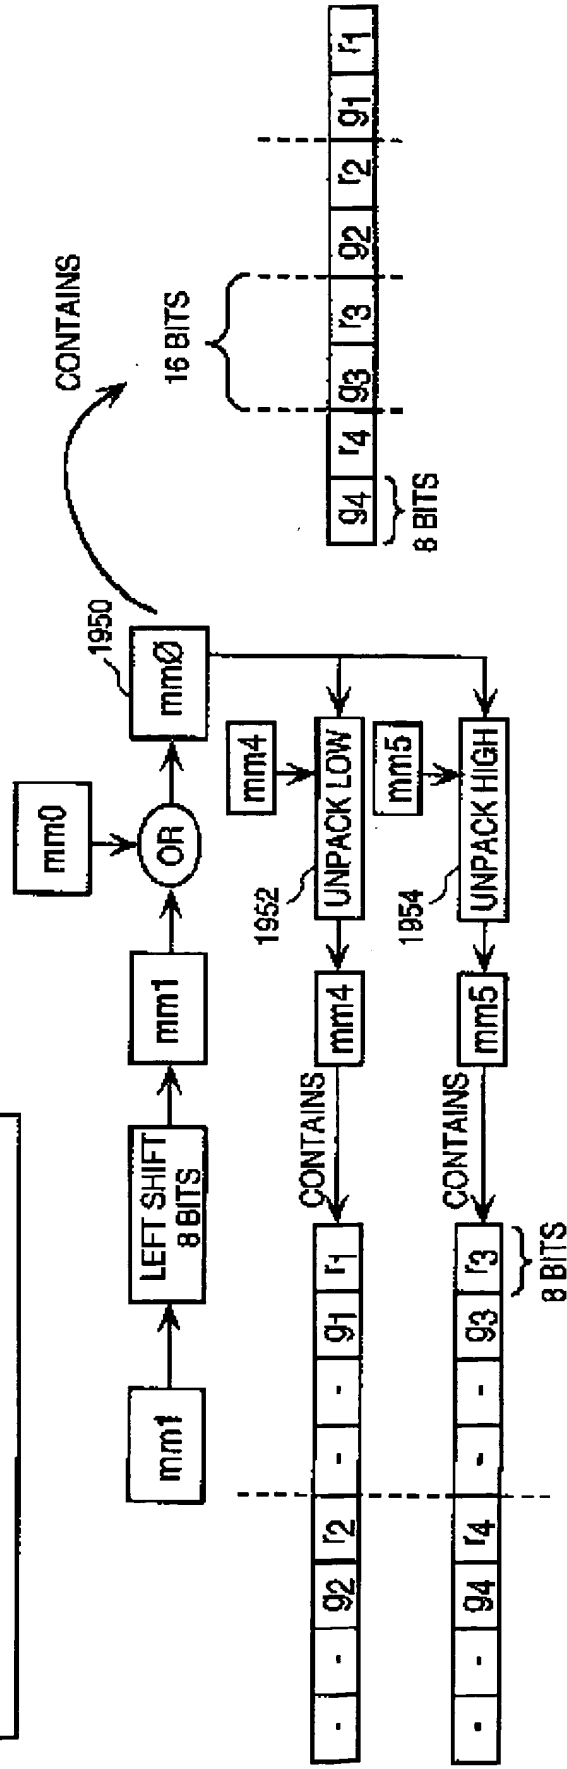 mm0
mm1
LEFT SHIFT
8 BITS
mm1
OR
mmØ
1950
CONTAINS
16 BITS
g4 r4 g3 r3 g2 r2 g1 r1
8 BITS
mm4
UNPACK LOW
1952
mm4
CONTAINS
- - g2 r2 - - g1 r1
mm5
UNPACK HIGH
1954
mm5
CONTAINS
- - g4 r4 - - g3 r3
8 BITS